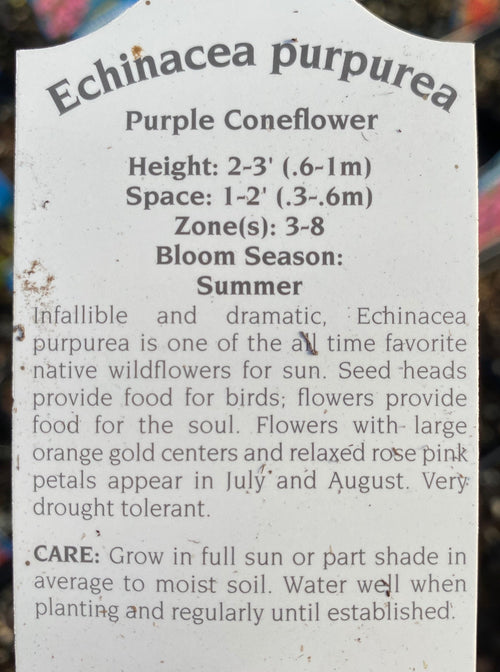 Echinacea purpurea
Purple Coneflower
Height: 2-3' (.6-1m)
Space: 1-2' (.3-.6m)
Zone(s): 3-8
Bloom Season:
Summer
Infallible and dramatic, Echinacea
purpurea is one of the all time favorite
native wildflowers for sun. Seed heads
provide food for birds; flowers provide
food for the soul. Flowers with large
orange gold centers and relaxed rose pink
petals appear in July and August. Very
drought tolerant.
CARE: Grow in full sun or part shade in
average to moist soil. Water well when
planting and regularly until established.